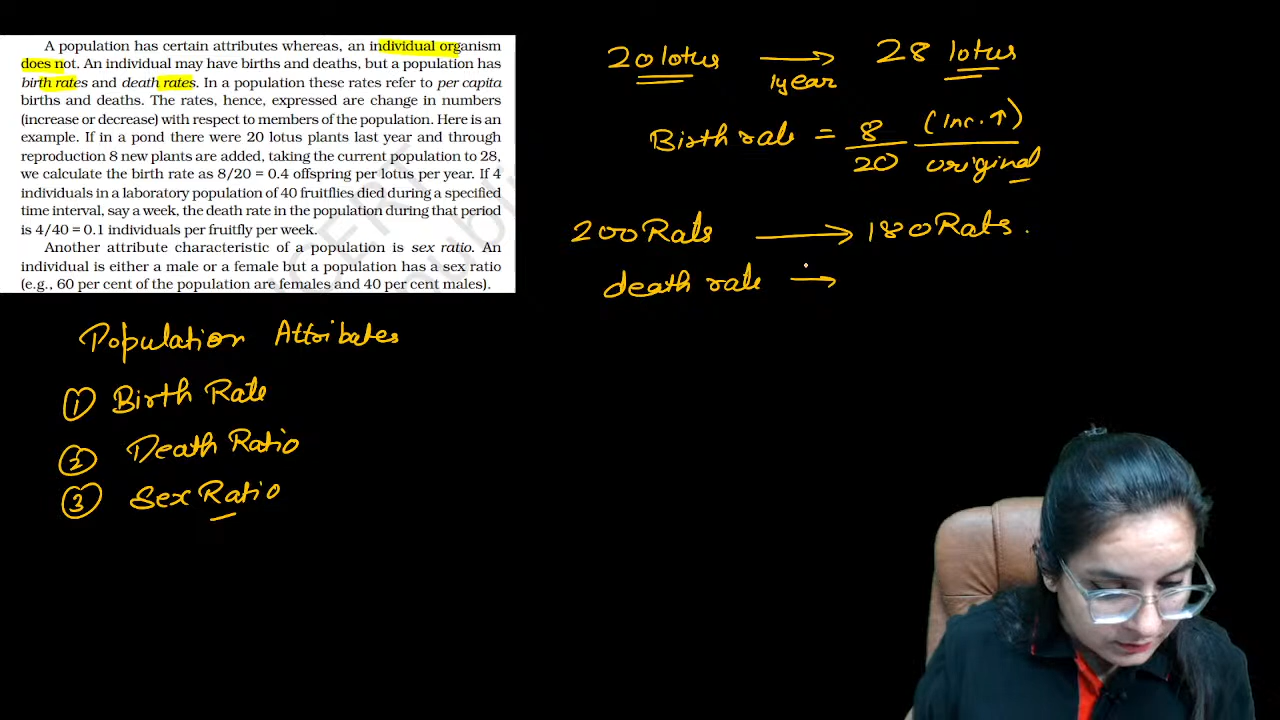 A population has certain attributes whereas, an individual organism
does not. An individual may have births and deaths, but a population has
birth rates and death rates. In a population these rates refer to per capita
births and deaths. The rates, hence, expressed are change in numbers
(increase or decrease) with respect to members of the population. Here is an
example. If in a pond there were 20 lotus plants last year and through
reproduction 8 new plants are added, taking the current population to 28,
we calculate the birth rate as 8/20 = 0.4 offspring per lotus per year. If 4
individuals in a laboratory population of 40 fruitflies died during a specified
time interval, say a week, the death rate in the population during that period
is 4/40 = 0.1 individuals per fruitfly per week.
Another attribute characteristic of a population is sex ratio. An
individual is either a male or a female but a population has a sex ratio
(e.g., 60 per cent of the population are females and 40 per cent males).
20 lotus → 28 lotus
1year
Birth rate = 8/20 (Inc. ↑)/original
200 Rats → 180 Rats.
death rate →
Population Attributes
① Birth Rate
② Death Ratio
③ Sex Ratio